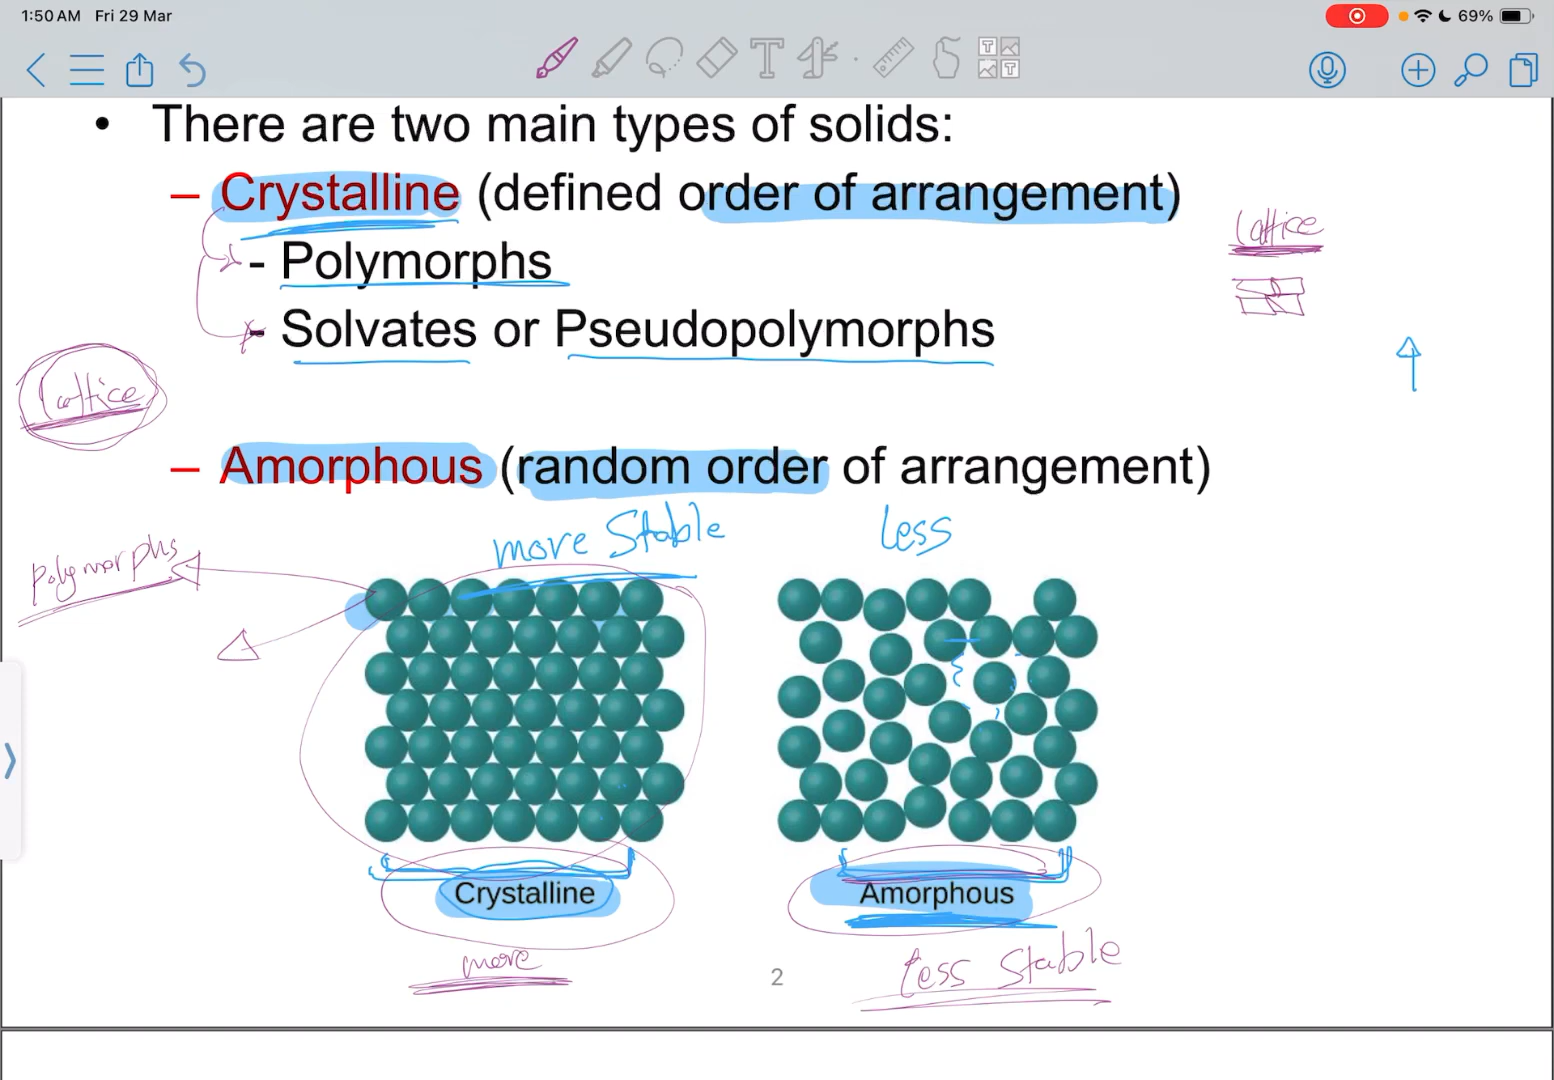 1:50 AM Fri 29 Mar
69%
• There are two main types of solids:
– Crystalline (defined order of arrangement)
lattice
- Polymorphs
- Solvates or Pseudopolymorphs
lattice
– Amorphous (random order of arrangement)
more Stable
less
polymorphs
Crystalline
Amorphous
more
2
less Stable